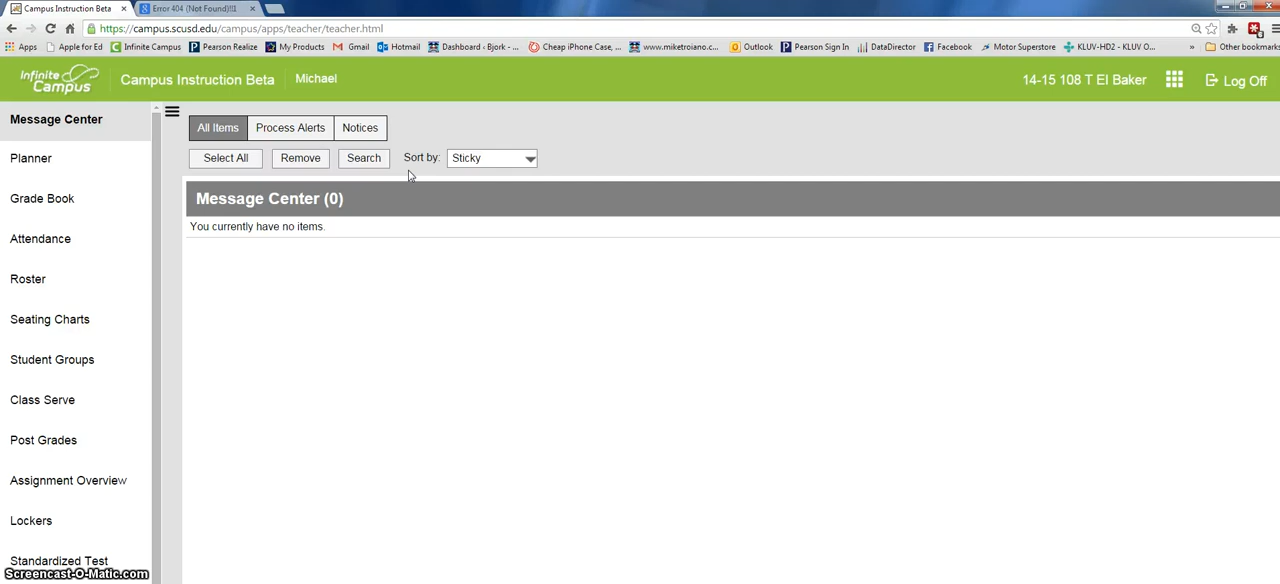 Campus Instruction Beta ×
Error 404 (Not Found)!!1 ×
https://campus.scusd.edu/campus/apps/teacher/teacher.html
Apps Apple for Ed Infinite Campus Pearson Realize My Products Gmail Hotmail Dashboard ‹ Bjork - ... Cheap iPhone Case, ... www.miketroiano.c... Outlook Pearson Sign In DataDirector Facebook Motor Superstore KLUV-HD2 - KLUV O... » Other bookmarks
Infinite Campus
Campus Instruction Beta
Michael
14-15 108 T El Baker
Log Off
Message Center
Planner
Grade Book
Attendance
Roster
Seating Charts
Student Groups
Class Serve
Post Grades
Assignment Overview
Lockers
Standardized Test
All Items Process Alerts Notices
Select All Remove Search Sort by: Sticky
Message Center (0)
You currently have no items.
Screencast-O-Matic.com